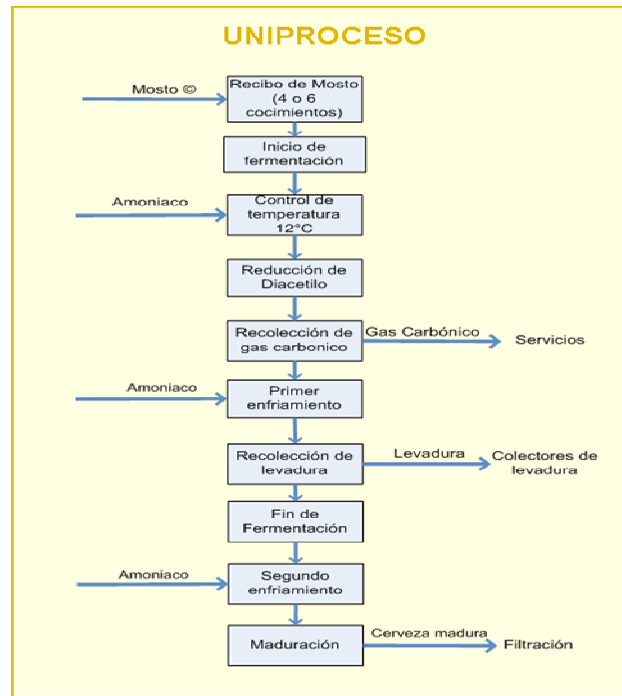 UNIPROCESO
Mosto ©
Recibo de Mosto
(4 o 6
cocimientos)
Inicio de
fermentación
Amoniaco
Control de
temperatura
12°C
Reducción de
Diacetilo
Recolección de
gas carbonico
Gas Carbónico
Servicios
Amoniaco
Primer
enfriamiento
Recolección de
levadura
Levadura
Colectores de
levadura
Fin de
Fermentación
Amoniaco
Segundo
enfriamiento
Maduración
Cerveza madura
Filtración